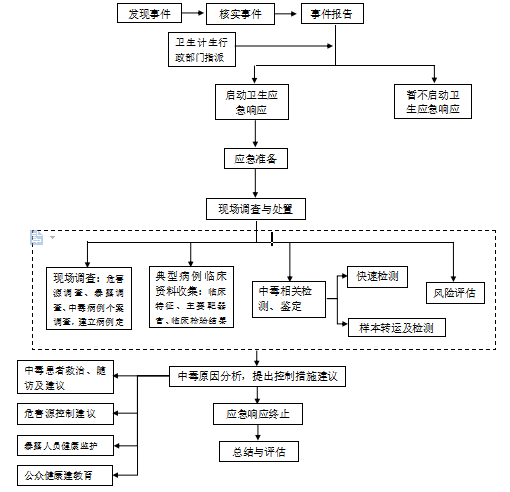 发现事件
核实事件
事件报告
卫生计生行
政部门指派
启动卫生应
急响应
暂不启动卫
生应急响应
应急准备
现场调查与处置
现场调查：危害
源调查、暴露调
查、中毒病例个案
调查，建立病例定
典型病例临床
资料收集：临床
特征、主要靶器
官、临床检验结果
中毒相关检
测、鉴定
快速检测
样本转运及检测
风险评估
中毒原因分析，提出控制措施建议
中毒患者救治、随
访及建议
危害源控制建议
暴露人员健康监护
公众健康建教育
应急响应终止
总结与评估